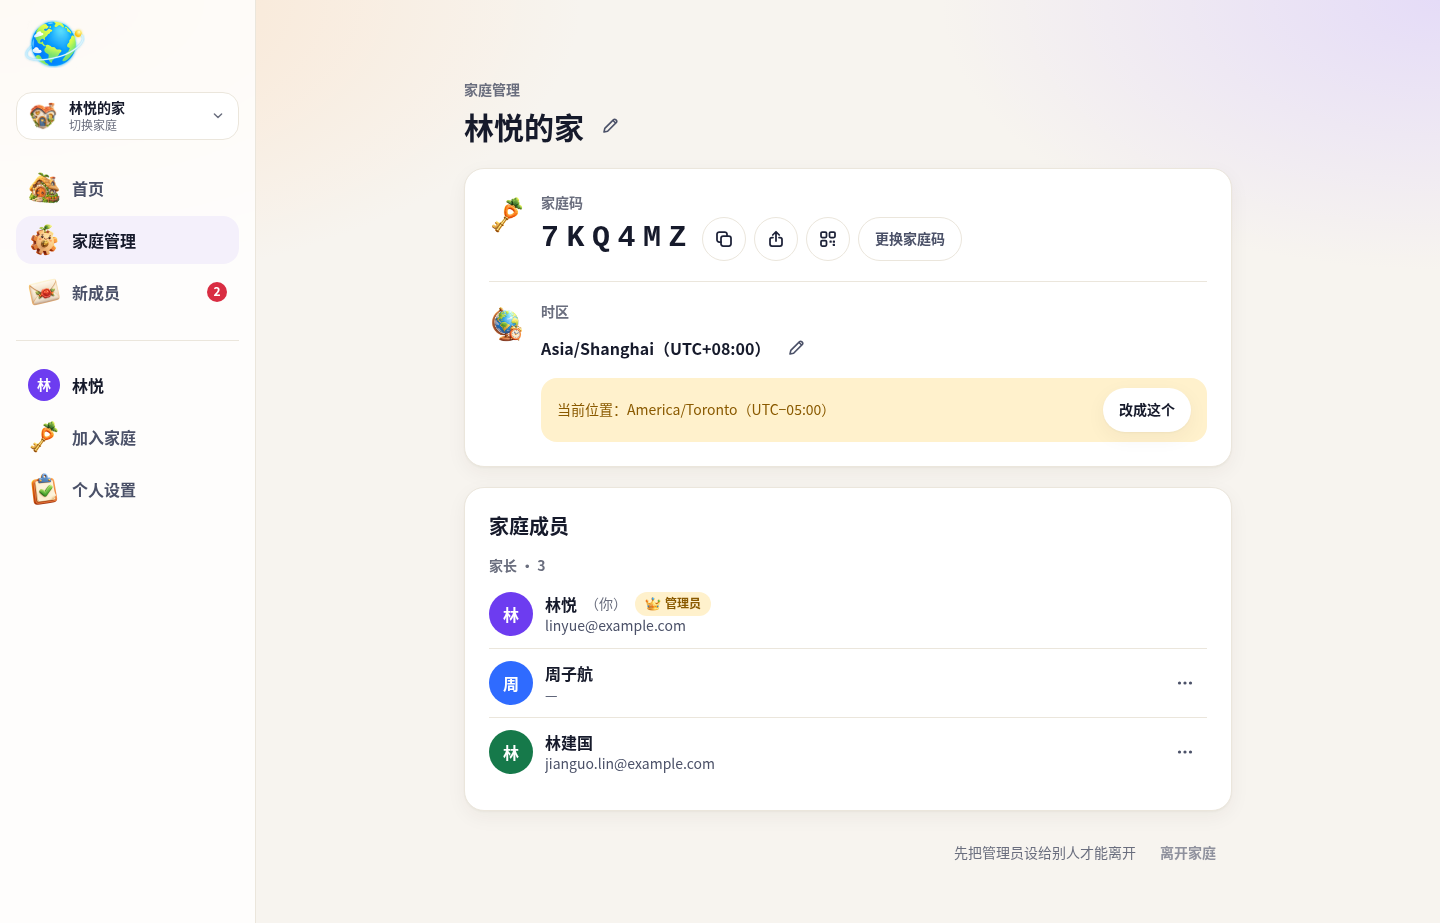 林悦的家
切换家庭
首页
家庭管理
新成员
2
林
林悦
加入家庭
个人设置
家庭管理
林悦的家
家庭码
7KQ4MZ
更换家庭码
时区
Asia/Shanghai（UTC+08:00）
当前位置：America/Toronto（UTC−05:00）
改成这个
家庭成员
家长 · 3
林
林悦 （你） 管理员
linyue@example.com
周
周子航
—
林
林建国
jianguo.lin@example.com
先把管理员设给别人才能离开 离开家庭